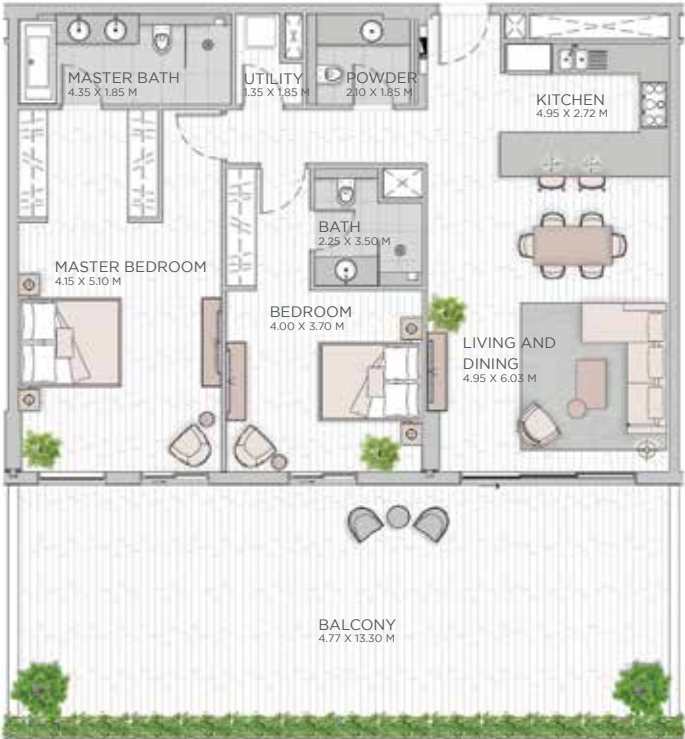 MASTER BATH
4.35 X 1.85 M
UTILITY
1.35 X 1.85 M
POWDER
2.10 X 1.85 M
KITCHEN
4.95 X 2.72 M
BATH
2.25 X 3.50 M
MASTER BEDROOM
4.15 X 5.10 M
BEDROOM
4.00 X 3.70 M
LIVING AND
DINING
4.95 X 6.03 M
BALCONY
4.77 X 13.30 M